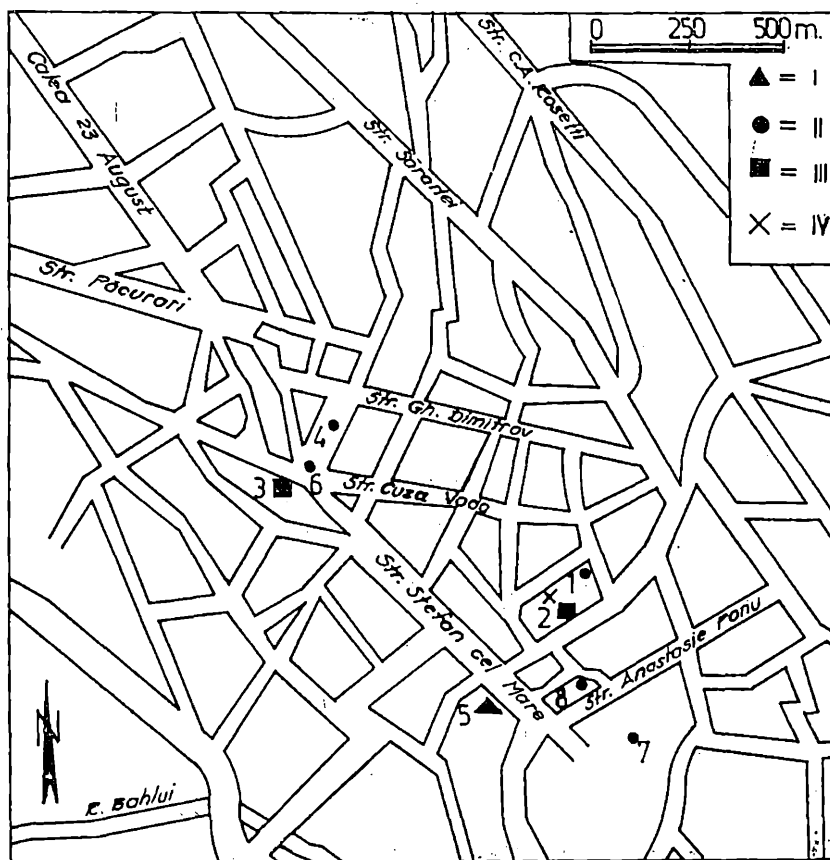 0 250 500 m.
▲ = I
● = II
■ = III
× = IV
Str. C.A. Rosetti
Calea 23 August
Str. Sărăriei
Str. Păcurari
Str. Gh. Dimitrov
4
3
6
Str. Cuza Vodă
1
2
Str. Ștefan cel Mare
Str. Anastasie Panu
8
5
7
N
R. Bahlui